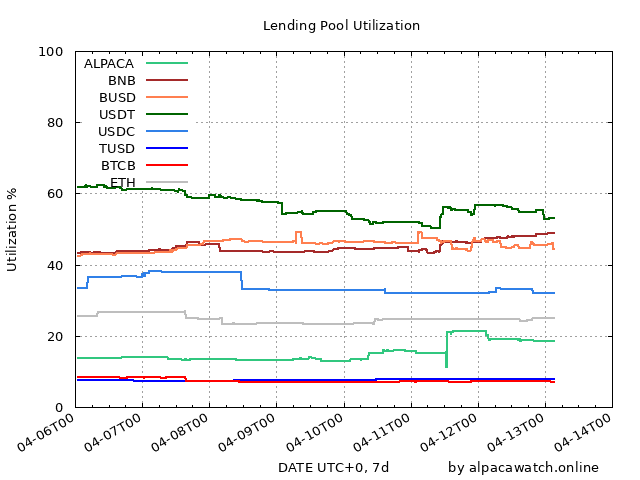 Lending Pool Utilization
Utilization %
100
80
60
40
20
0
ALPACA
BNB
BUSD
USDT
USDC
TUSD
BTCB
ETH
04-06T00
04-07T00
04-08T00
04-09T00
04-10T00
04-11T00
04-12T00
04-13T00
04-14T00
DATE UTC+0, 7d
by alpacawatch.online